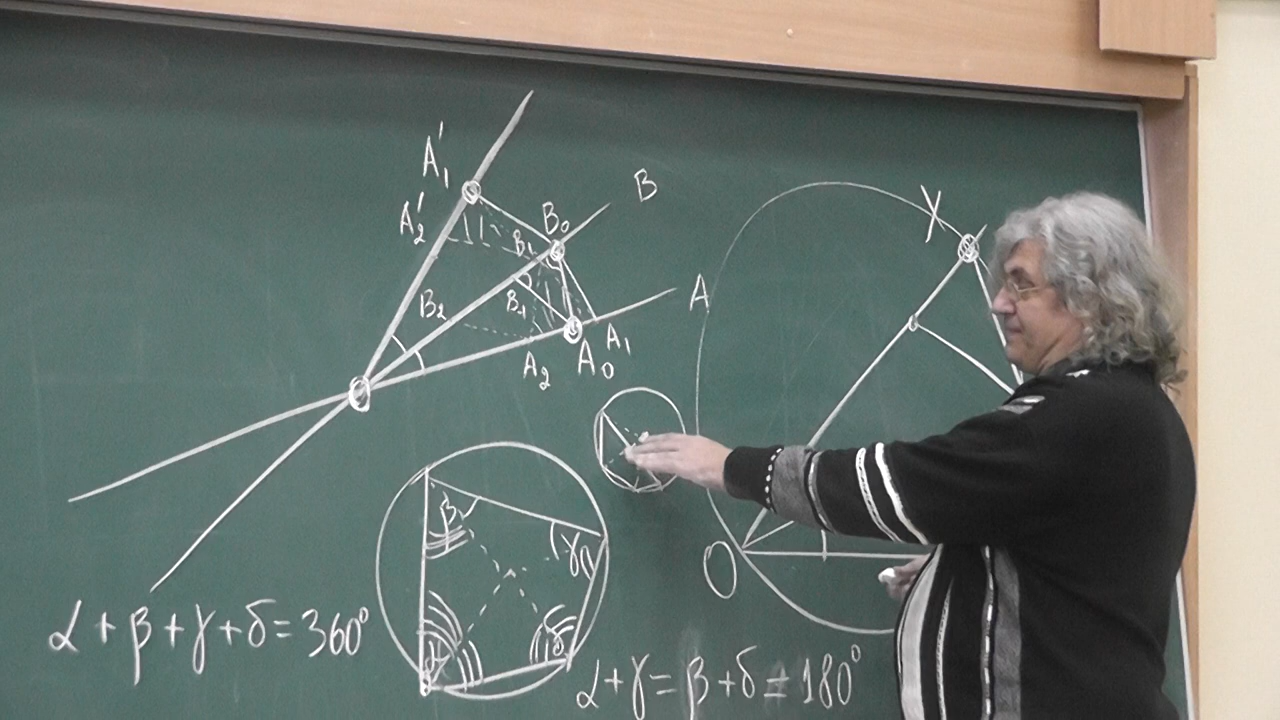 A'₁
B
A'₂
B₀
X
B₁
B₂
B₁
A
A₁
A₂
A₀
β
γ
O
α
α + β + γ + δ = 360°
α + γ = β + δ = 180°